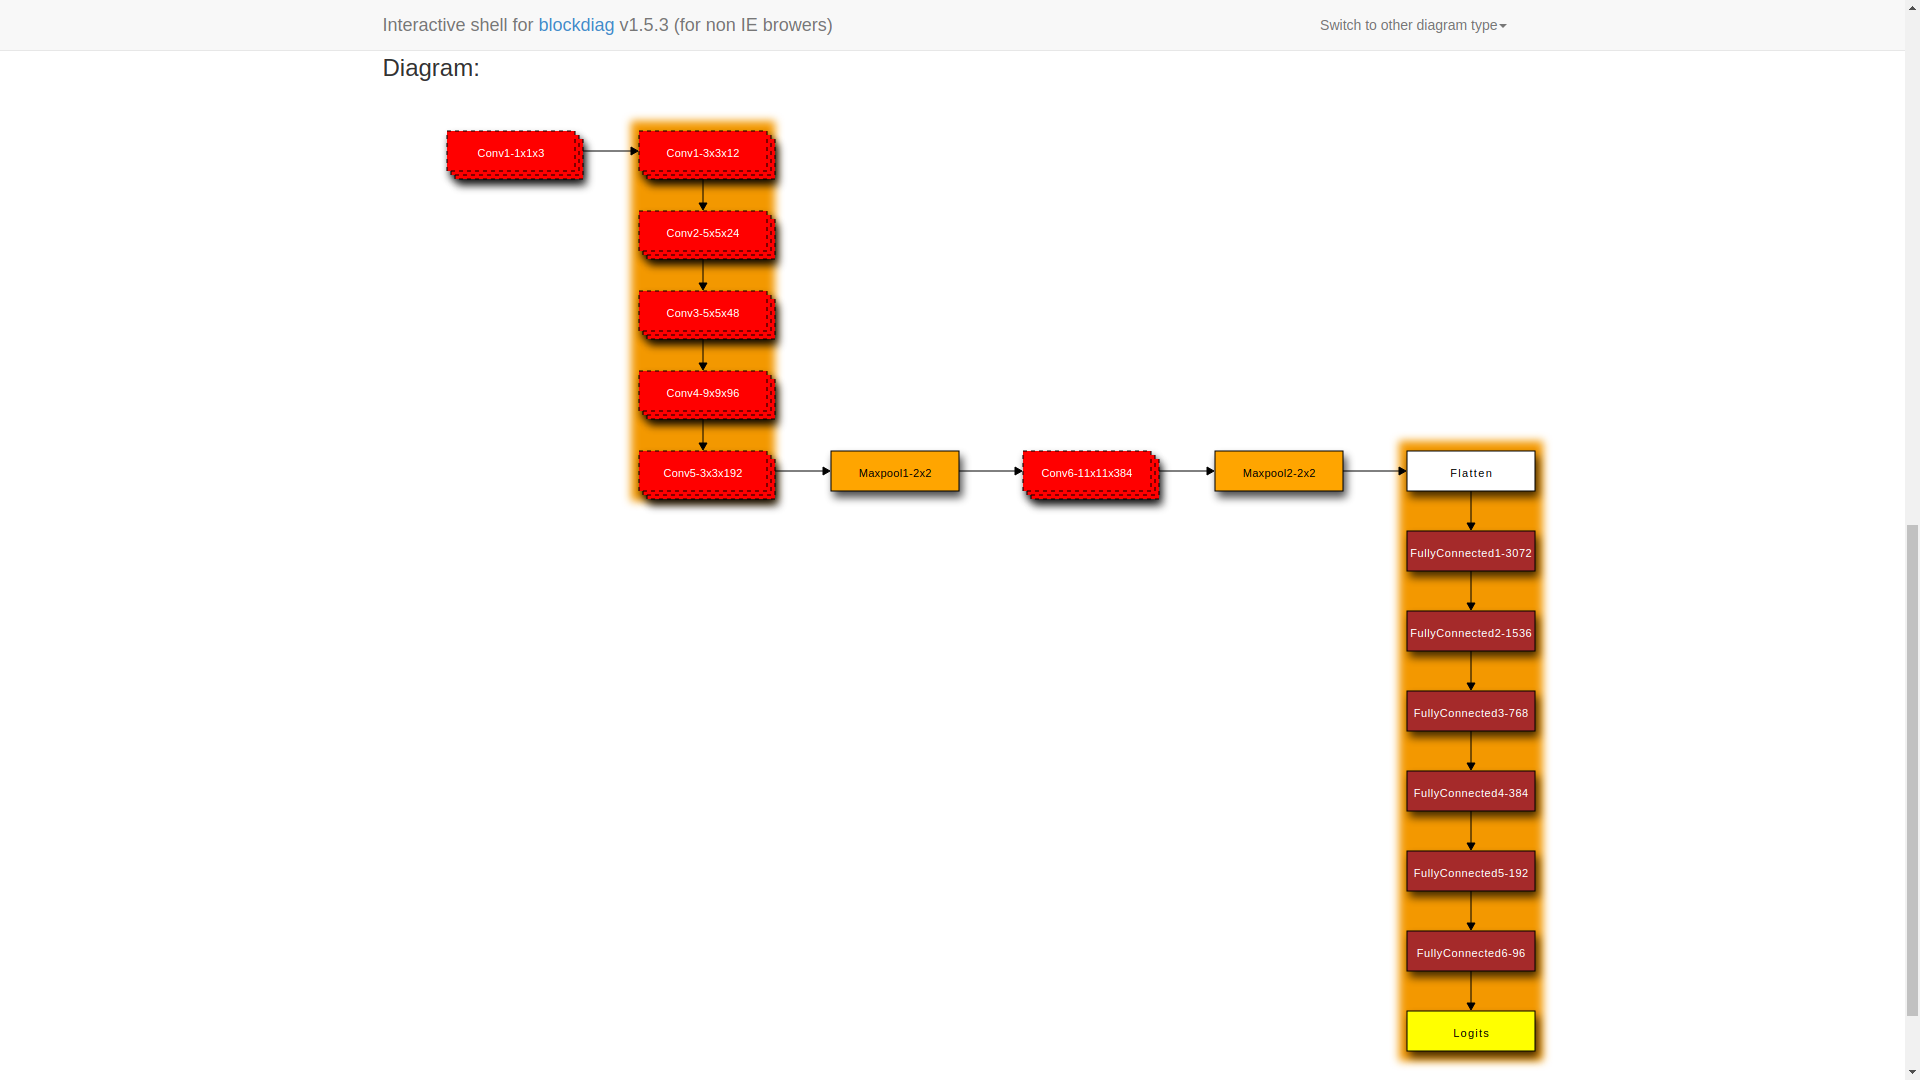 Interactive shell for blockdiag v1.5.3 (for non IE browers)
Switch to other diagram type
Diagram:
Conv1-1x1x3
Conv1-3x3x12
Conv2-5x5x24
Conv3-5x5x48
Conv4-9x9x96
Conv5-3x3x192
Maxpool1-2x2
Conv6-11x11x384
Maxpool2-2x2
Flatten
FullyConnected1-3072
FullyConnected2-1536
FullyConnected3-768
FullyConnected4-384
FullyConnected5-192
FullyConnected6-96
Logits